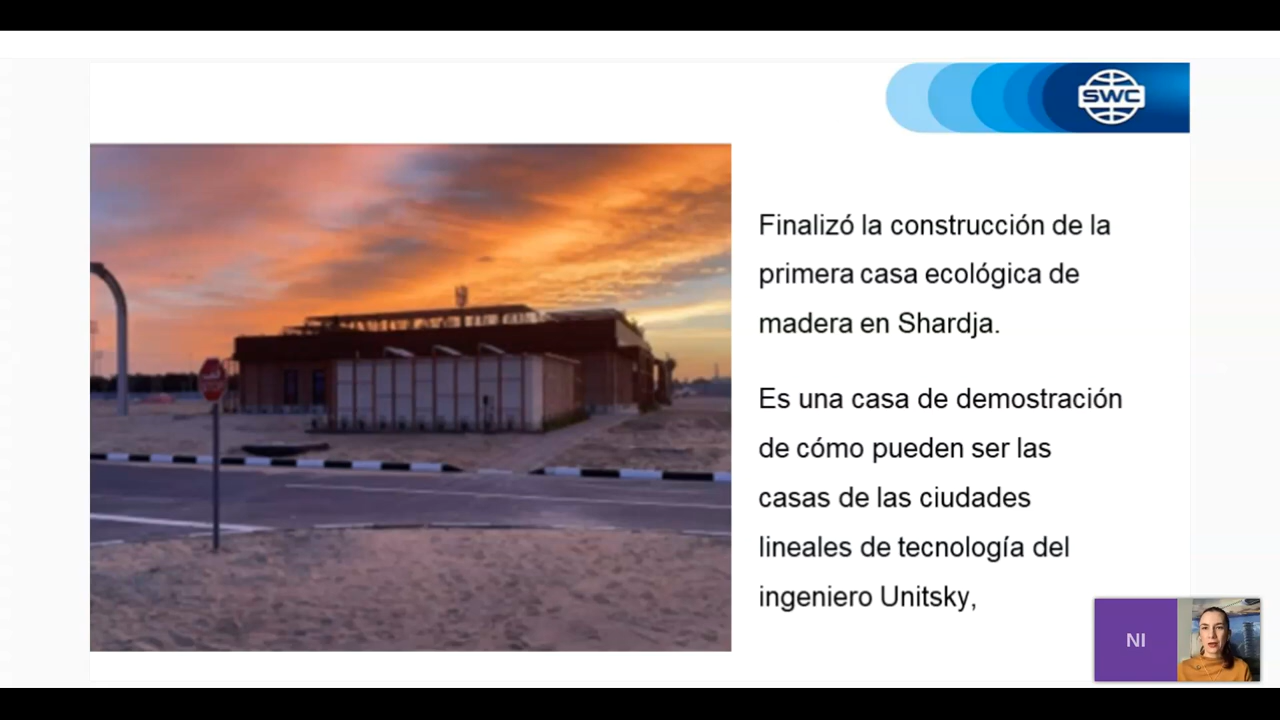 SWC
Finalizó la construcción de la
primera casa ecológica de
madera en Shardja.
Es una casa de demostración
de cómo pueden ser las
casas de las ciudades
lineales de tecnología del
ingeniero Unitsky,
NI